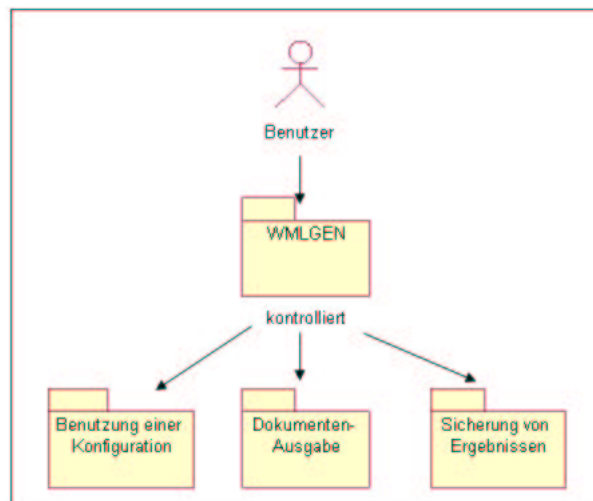 Benutzer
WMLGEN
kontrolliert
Benutzung einer
Konfiguration
Dokumenten-
Ausgabe
Sicherung von
Ergebnissen